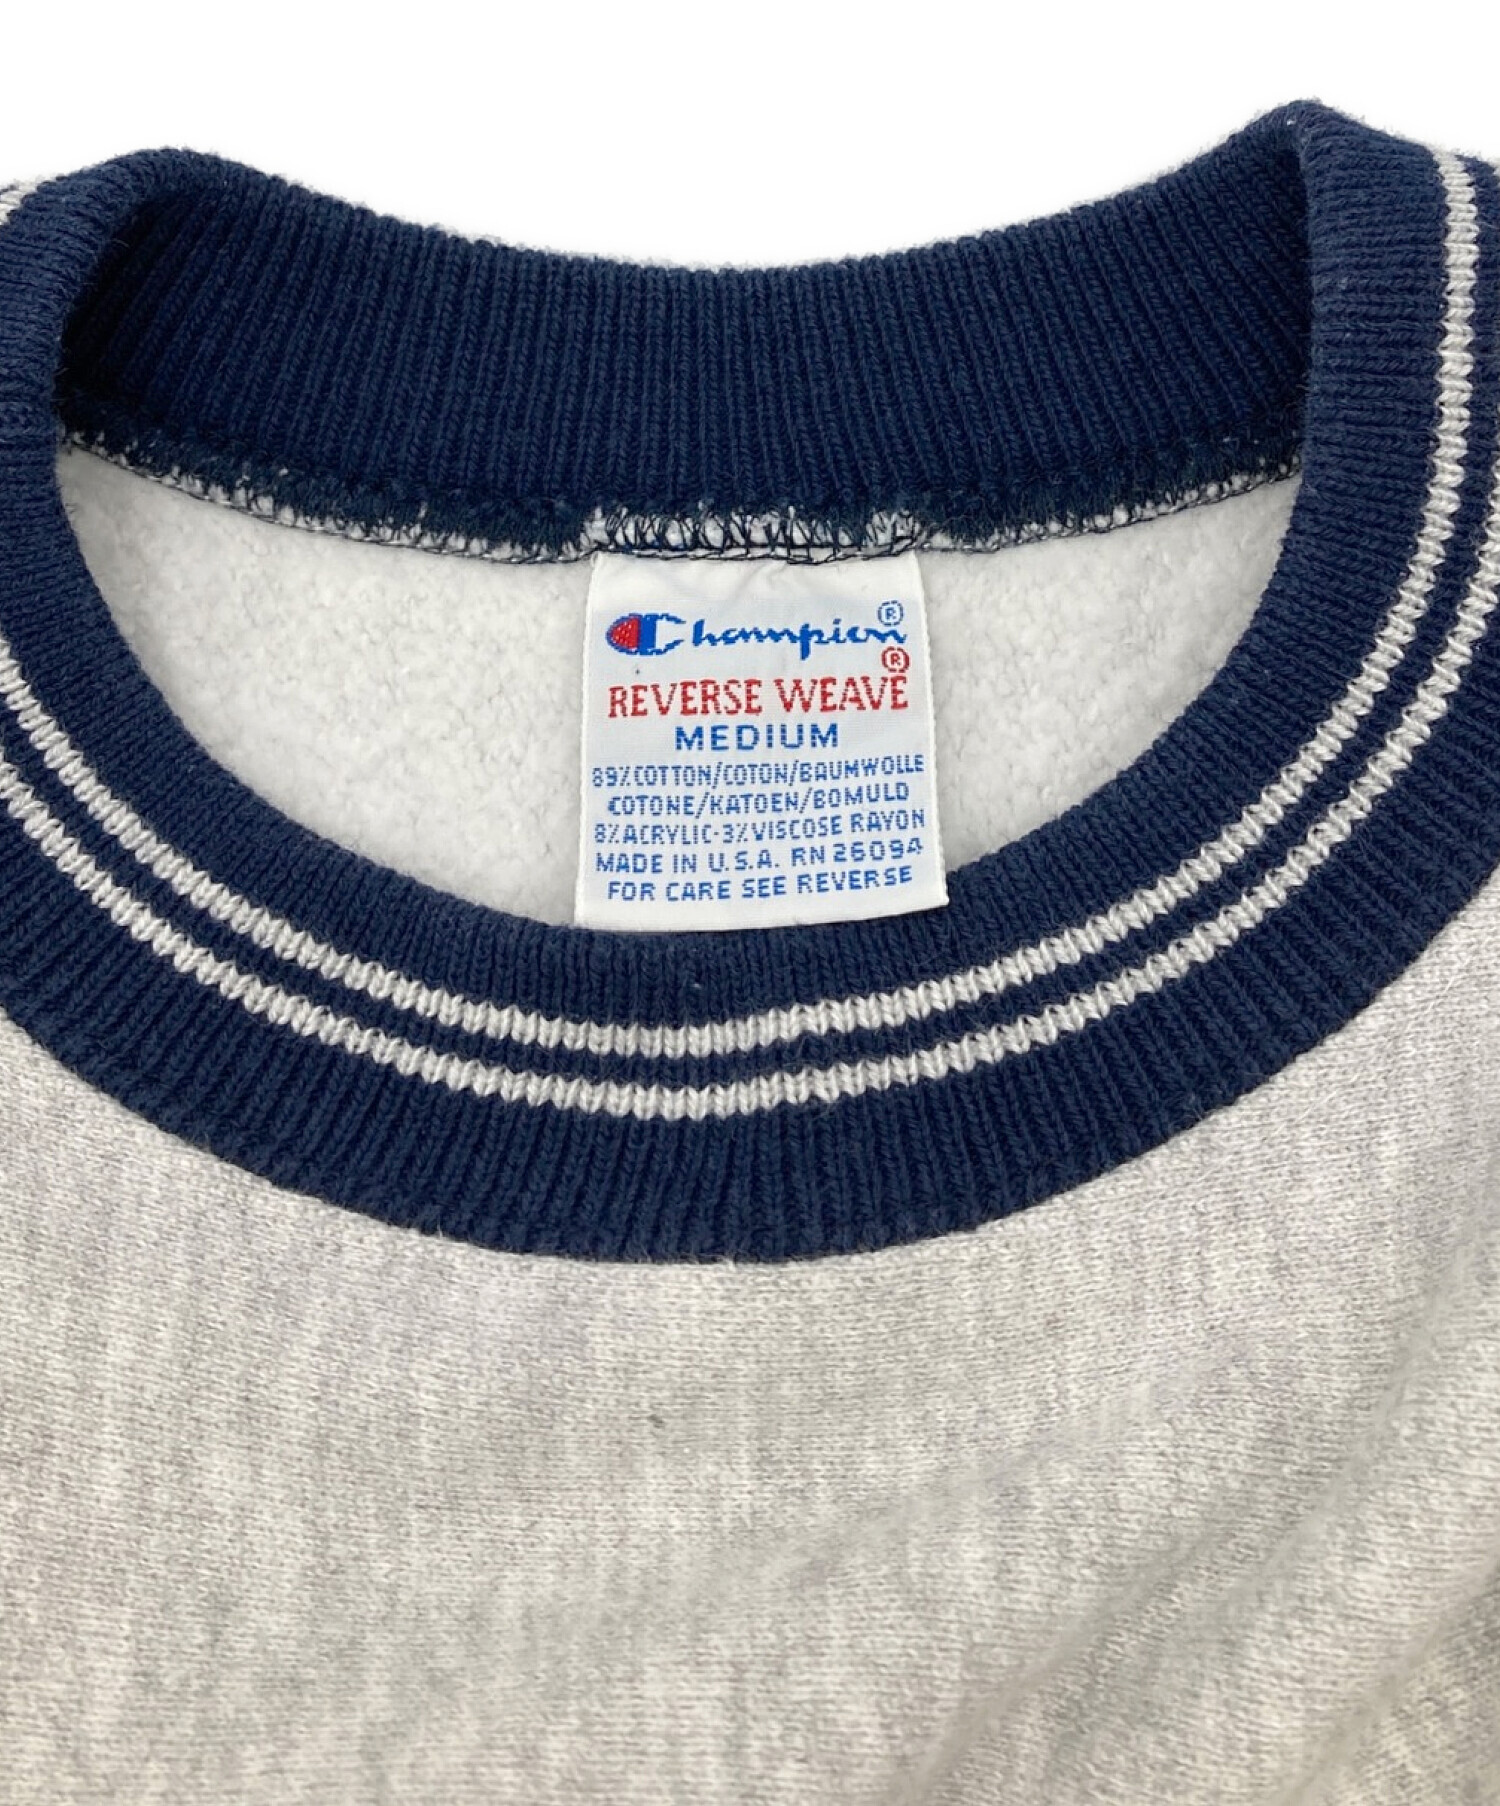 Champion®
REVERSE WEAVE®
MEDIUM
89% COTTON/COTON/BAUMWOLLE
COTONE/KATOEN/BOMULD
8% ACRYLIC-3% VISCOSE RAYON
MADE IN U.S.A. RN 26094
FOR CARE SEE REVERSE